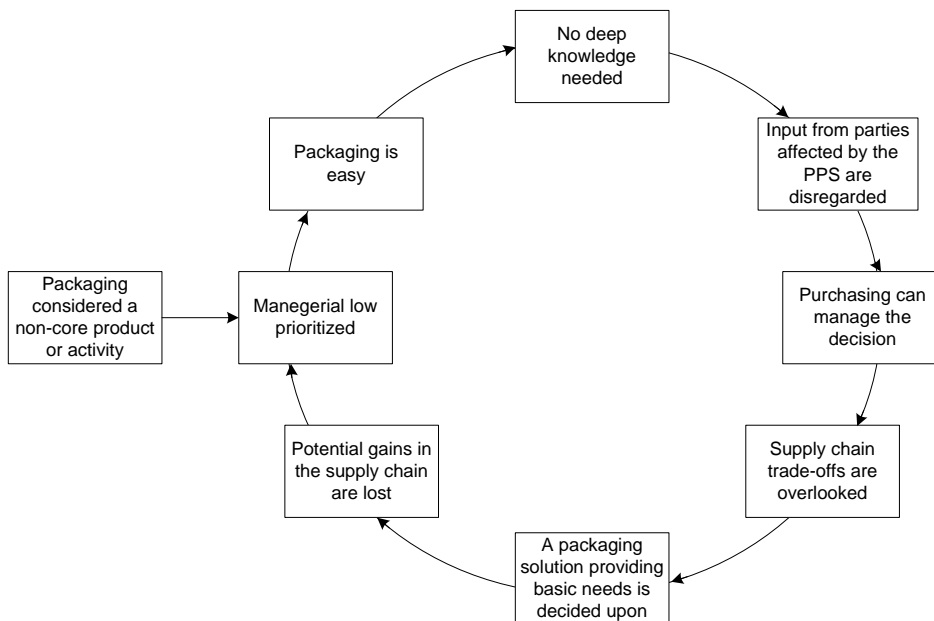 No deep
knowledge
needed
Packaging is
easy
Input from parties
affected by the
PPS are
disregarded
Packaging
considered a
non-core product
or activity
Manegerial low
prioritized
Purchasing can
manage the
decision
Potential gains in
the supply chain
are lost
Supply chain
trade-offs are
overlooked
A packaging
solution providing
basic needs is
decided upon